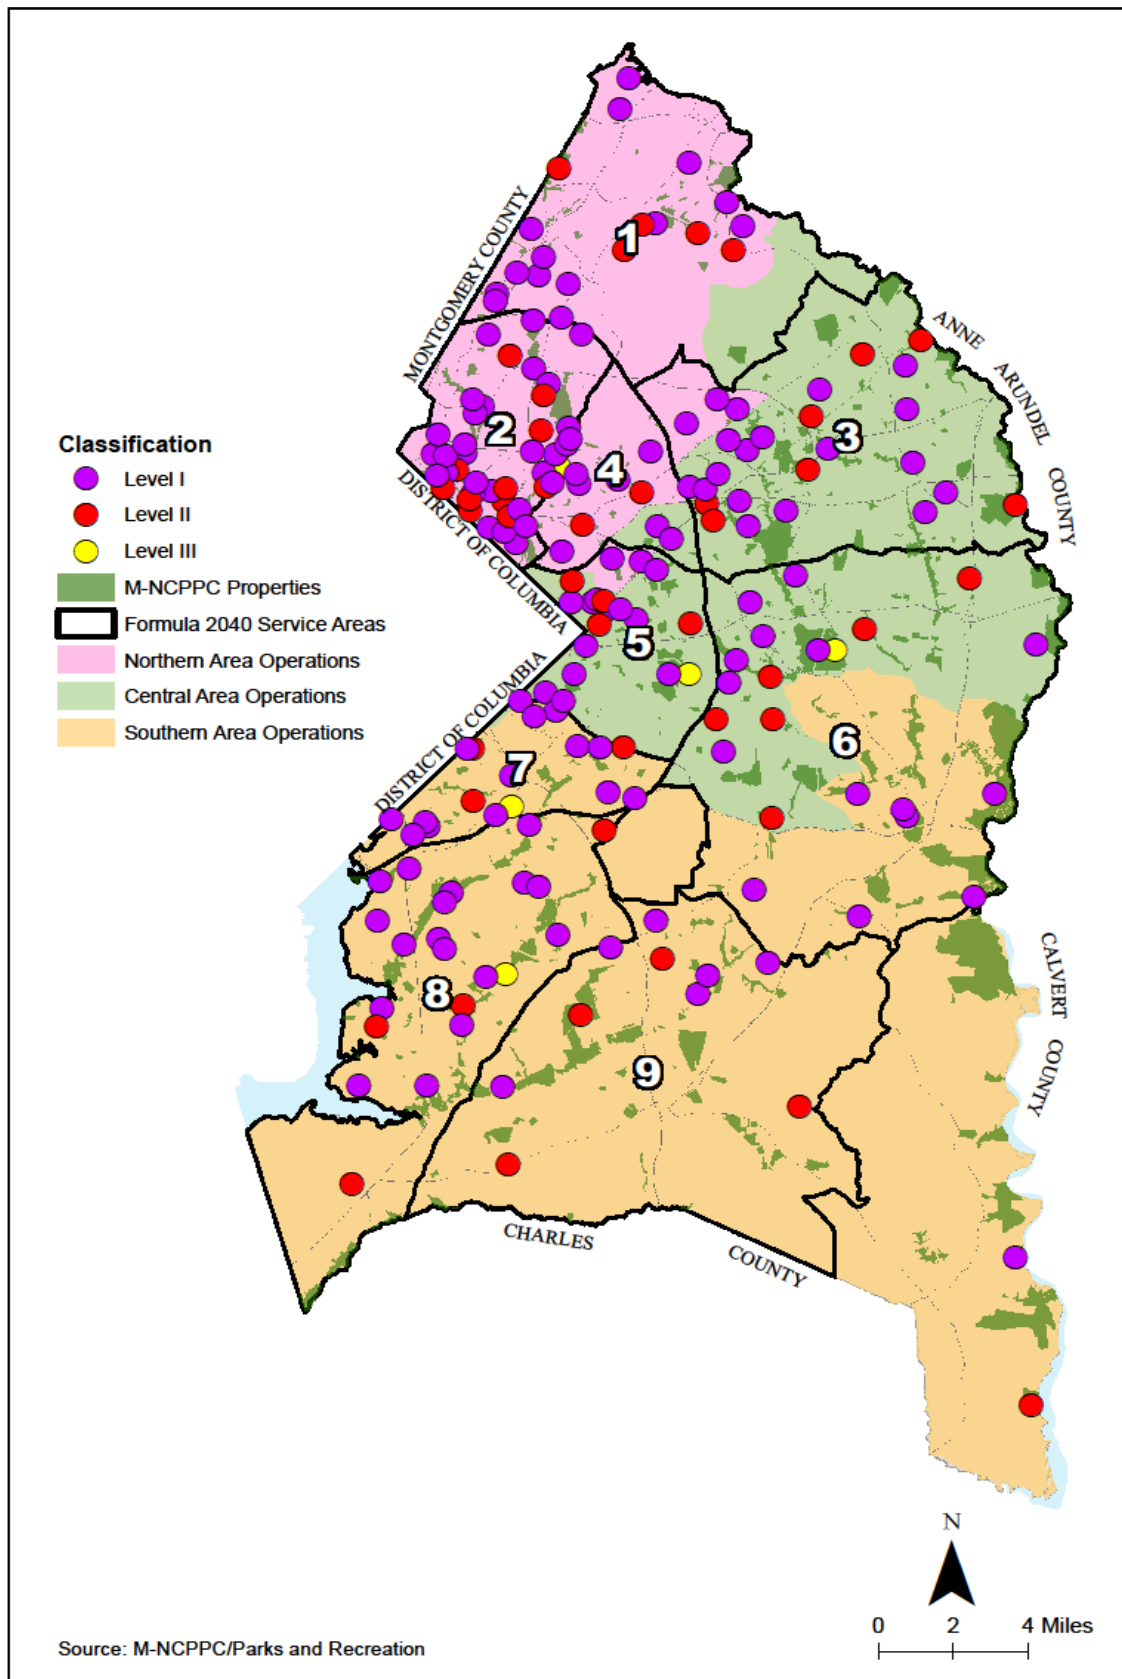 MONTGOMERY COUNTY
1
ANNE
ARUNDEL
COUNTY
2
3
4
Classification
Level I
Level II
Level III
M-NCPPC Properties
Formula 2040 Service Areas
Northern Area Operations
Central Area Operations
Southern Area Operations
DISTRICT OF COLUMBIA
5
DISTRICT OF COLUMBIA
6
7
8
9
CALVERT
COUNTY
CHARLES
COUNTY
N
0 2 4 Miles
Source: M-NCPPC/Parks and Recreation